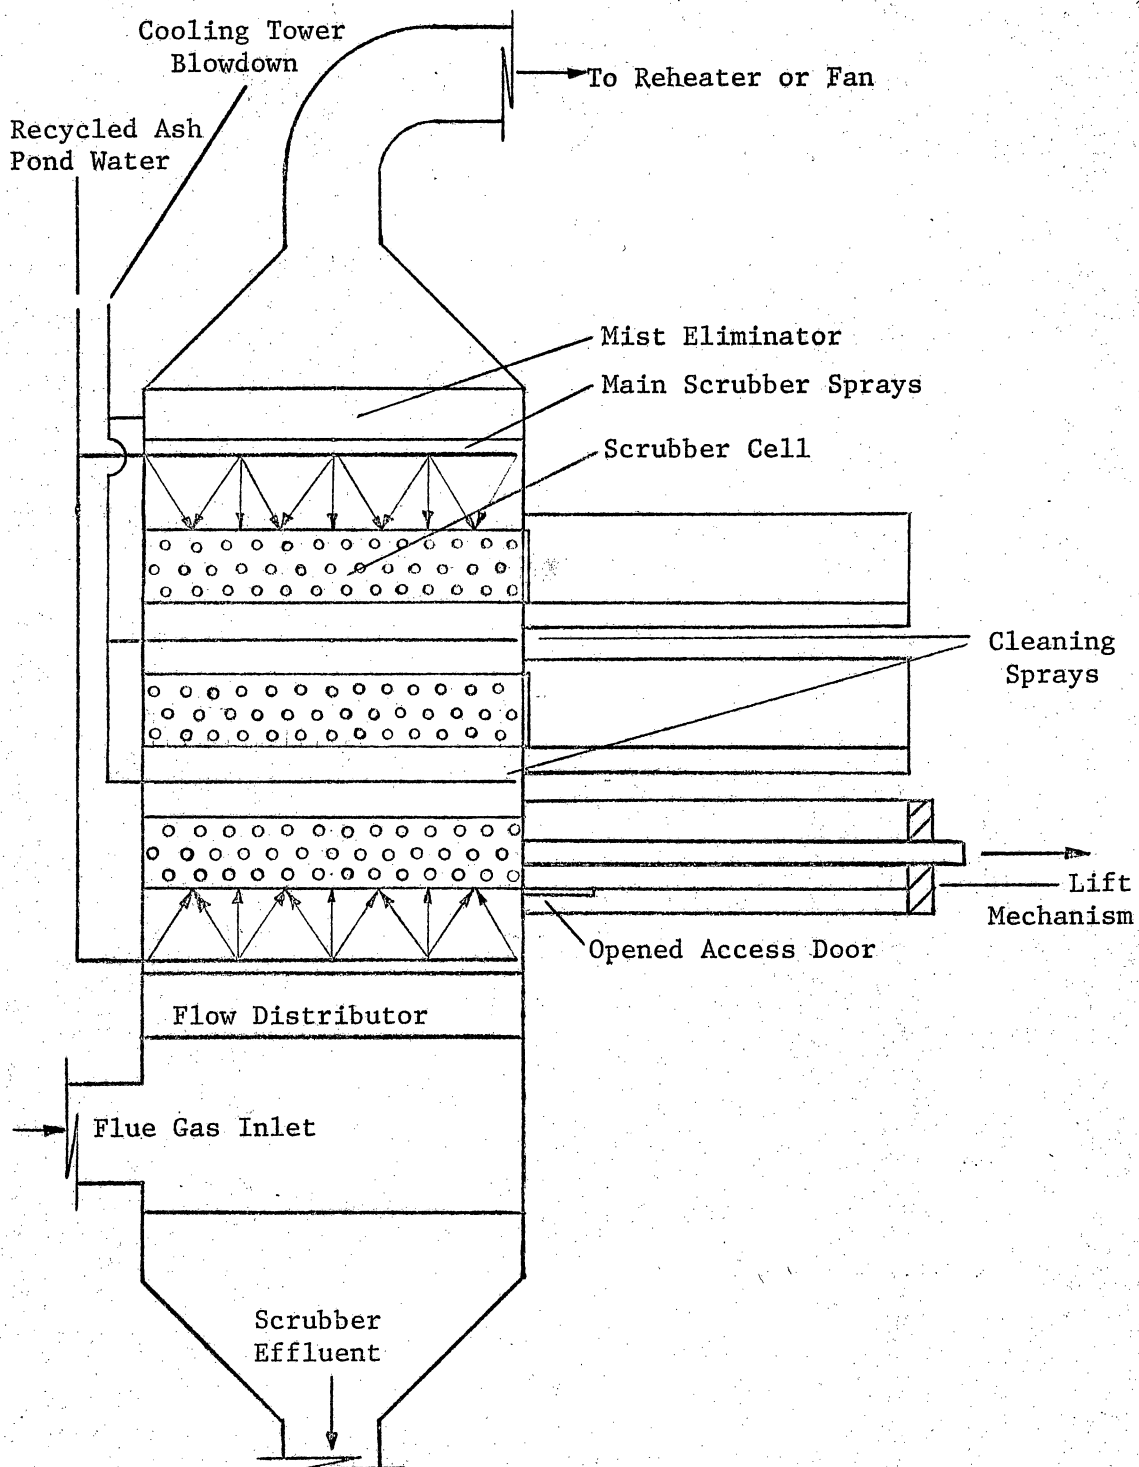 Cooling Tower
Blowdown
To Reheater or Fan
Recycled Ash
Pond Water
Mist Eliminator
Main Scrubber Sprays
Scrubber Cell
Cleaning
Sprays
Lift
Mechanism
Opened Access Door
Flow Distributor
Flue Gas Inlet
Scrubber
Effluent